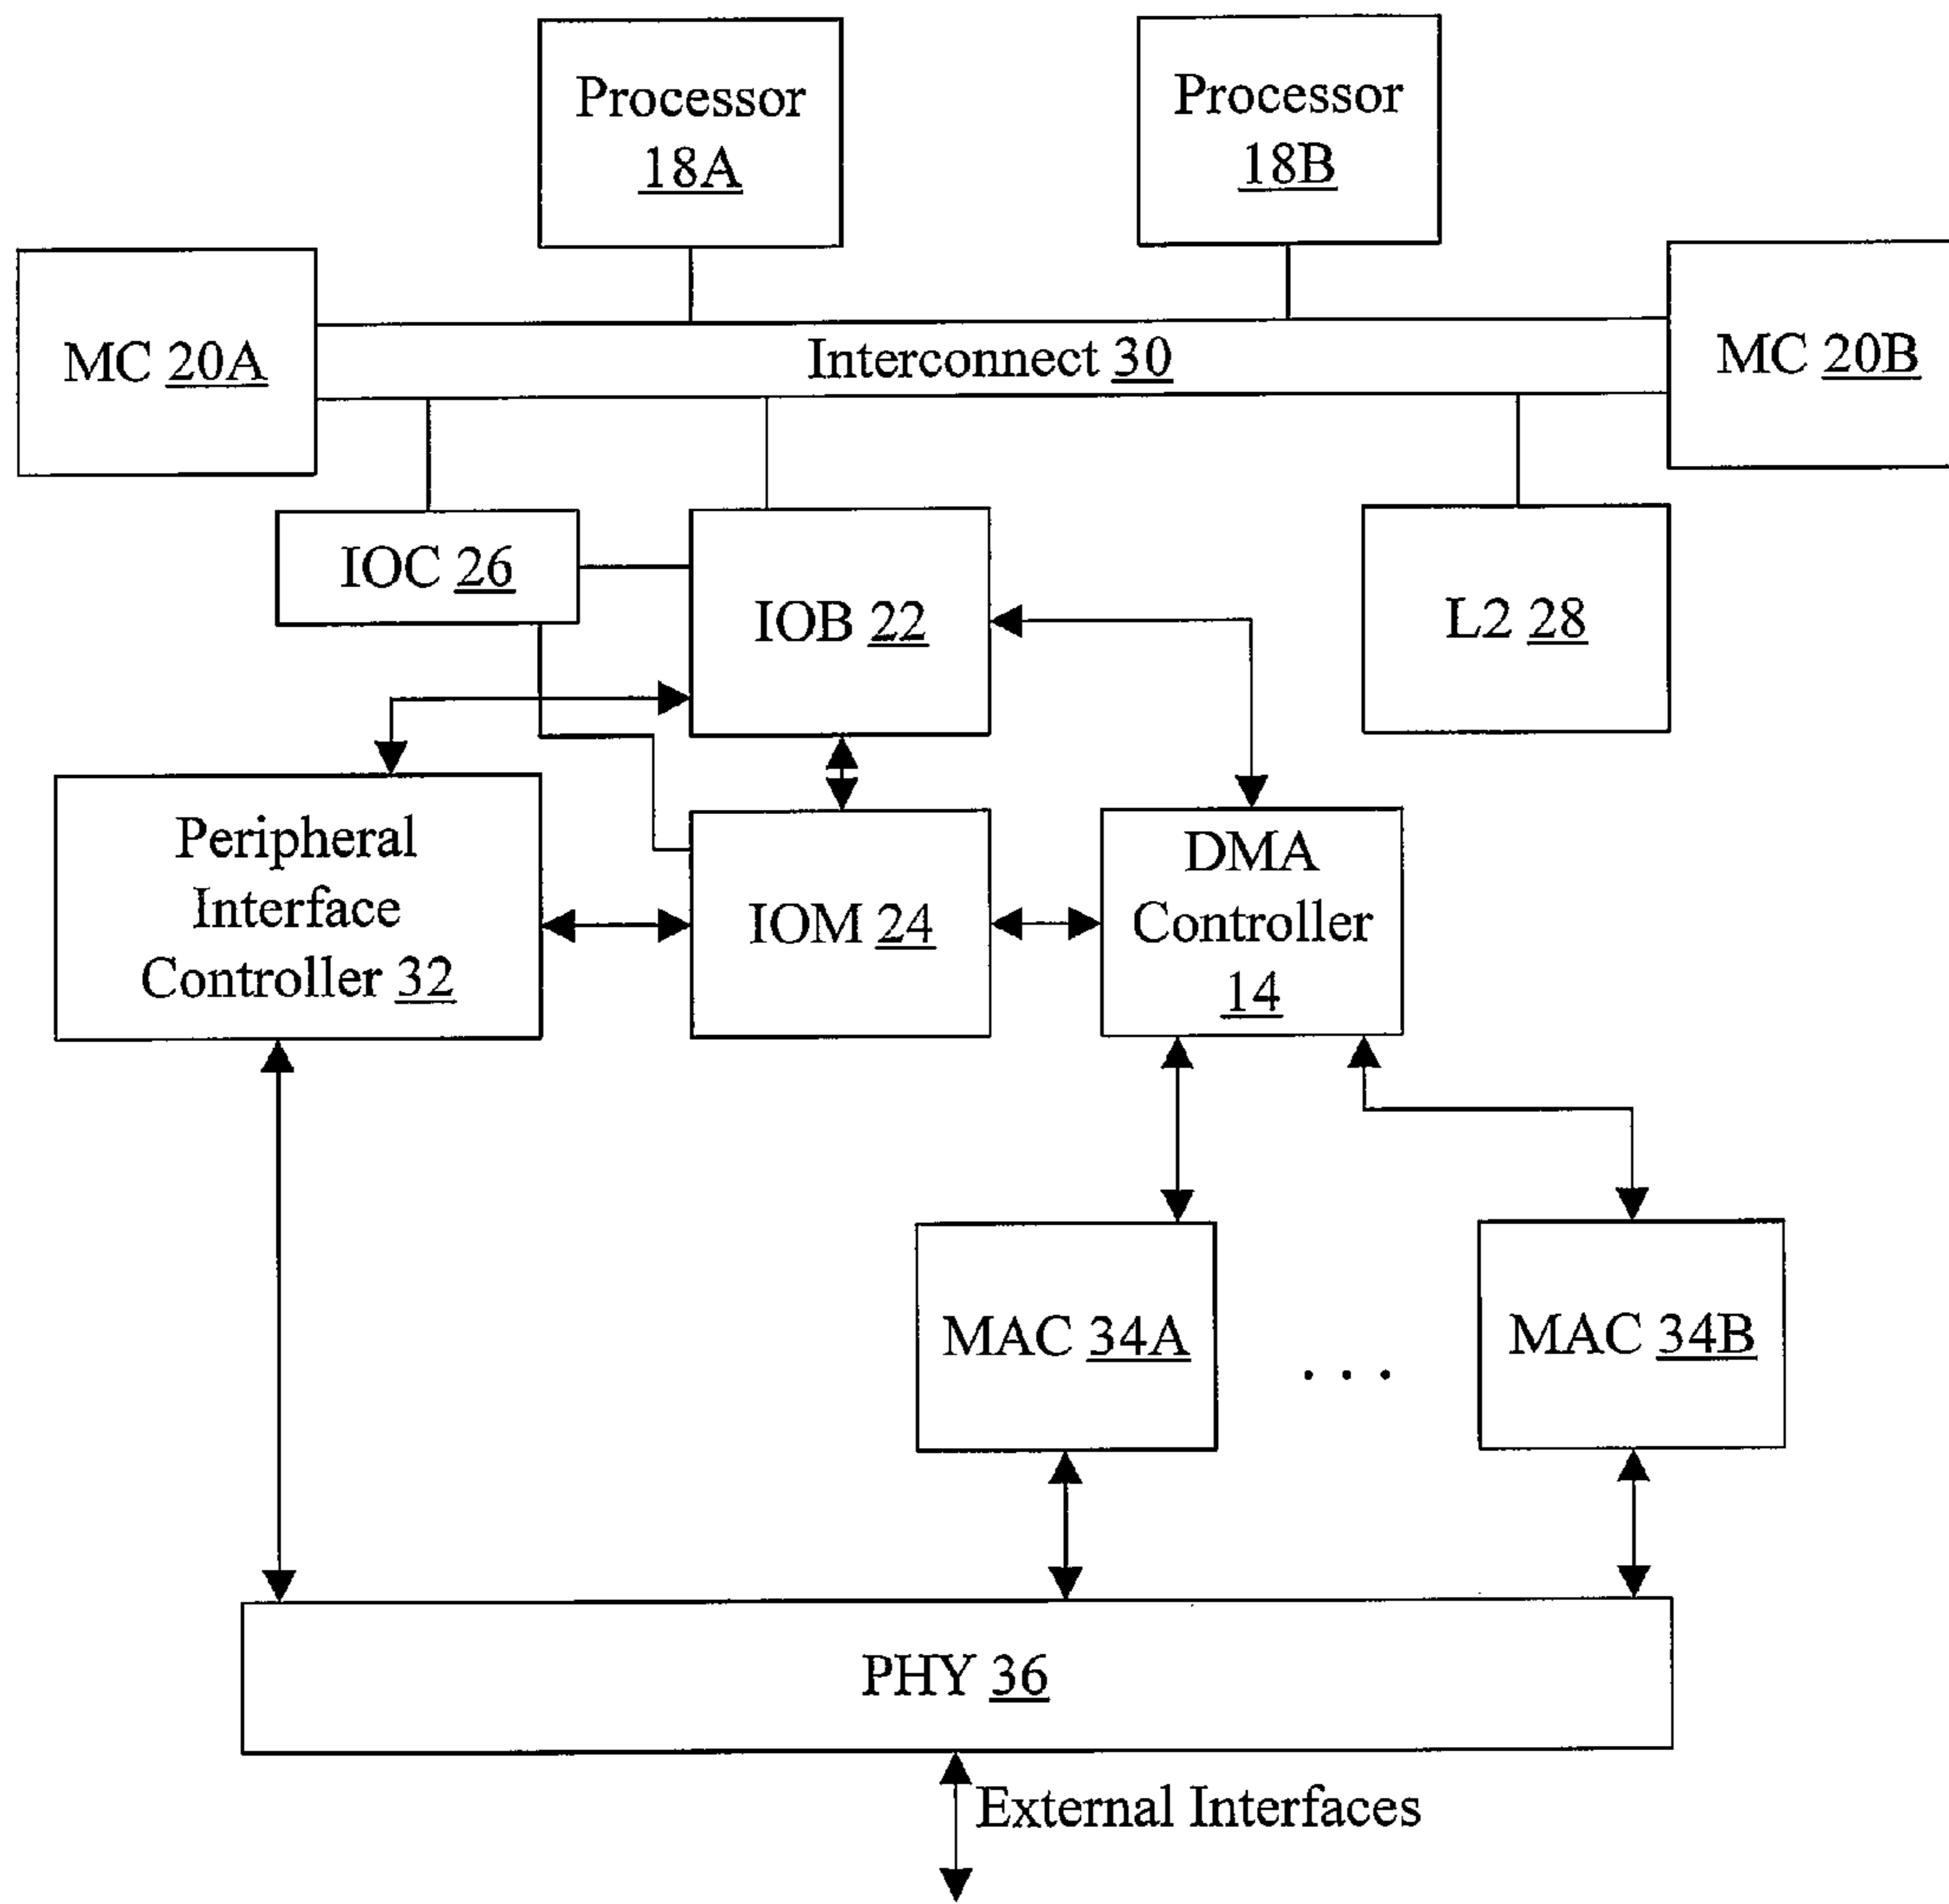 Processor
18A
Processor
18B
MC 20A
Interconnect 30
MC 20B
IOC 26
IOB 22
L2 28
Peripheral
Interface
Controller 32
IOM 24
DMA
Controller
14
MAC 34A
. . .
MAC 34B
PHY 36
External Interfaces